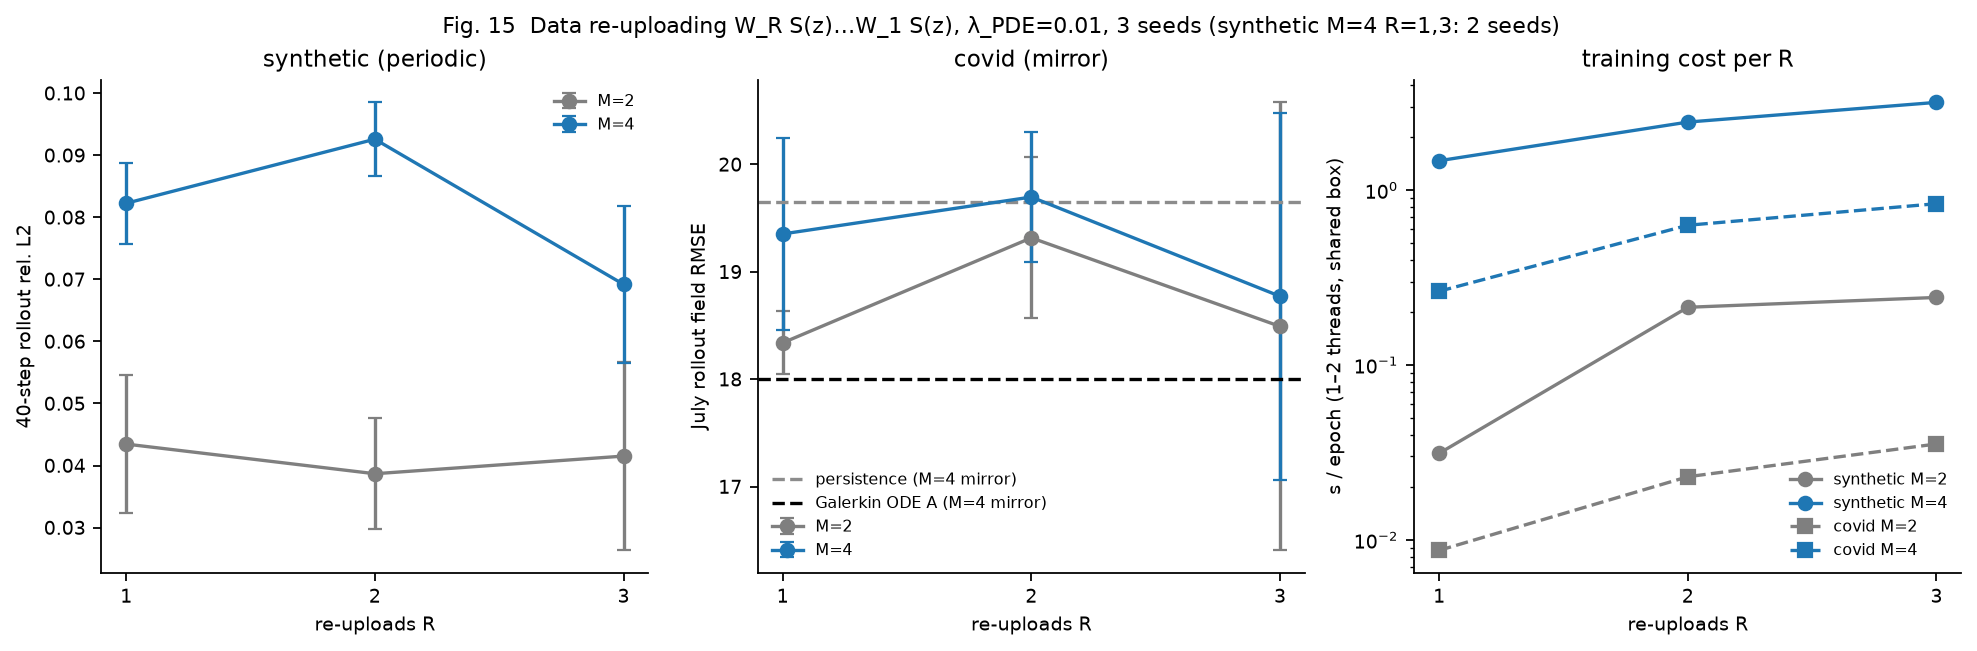 Fig. 15  Data re-uploading W_R S(z)...W_1 S(z), λ_PDE=0.01, 3 seeds (synthetic M=4 R=1,3: 2 seeds)
synthetic (periodic)
40-step rollout rel. L2
0.10
0.09
0.08
0.07
0.06
0.05
0.04
0.03
1
2
3
re-uploads R
M=2
M=4
covid (mirror)
July rollout field RMSE
20
19
18
17
1
2
3
re-uploads R
persistence (M=4 mirror)
Galerkin ODE A (M=4 mirror)
M=2
M=4
training cost per R
s / epoch (1–2 threads, shared box)
10⁰
10⁻¹
10⁻²
1
2
3
re-uploads R
synthetic M=2
synthetic M=4
covid M=2
covid M=4